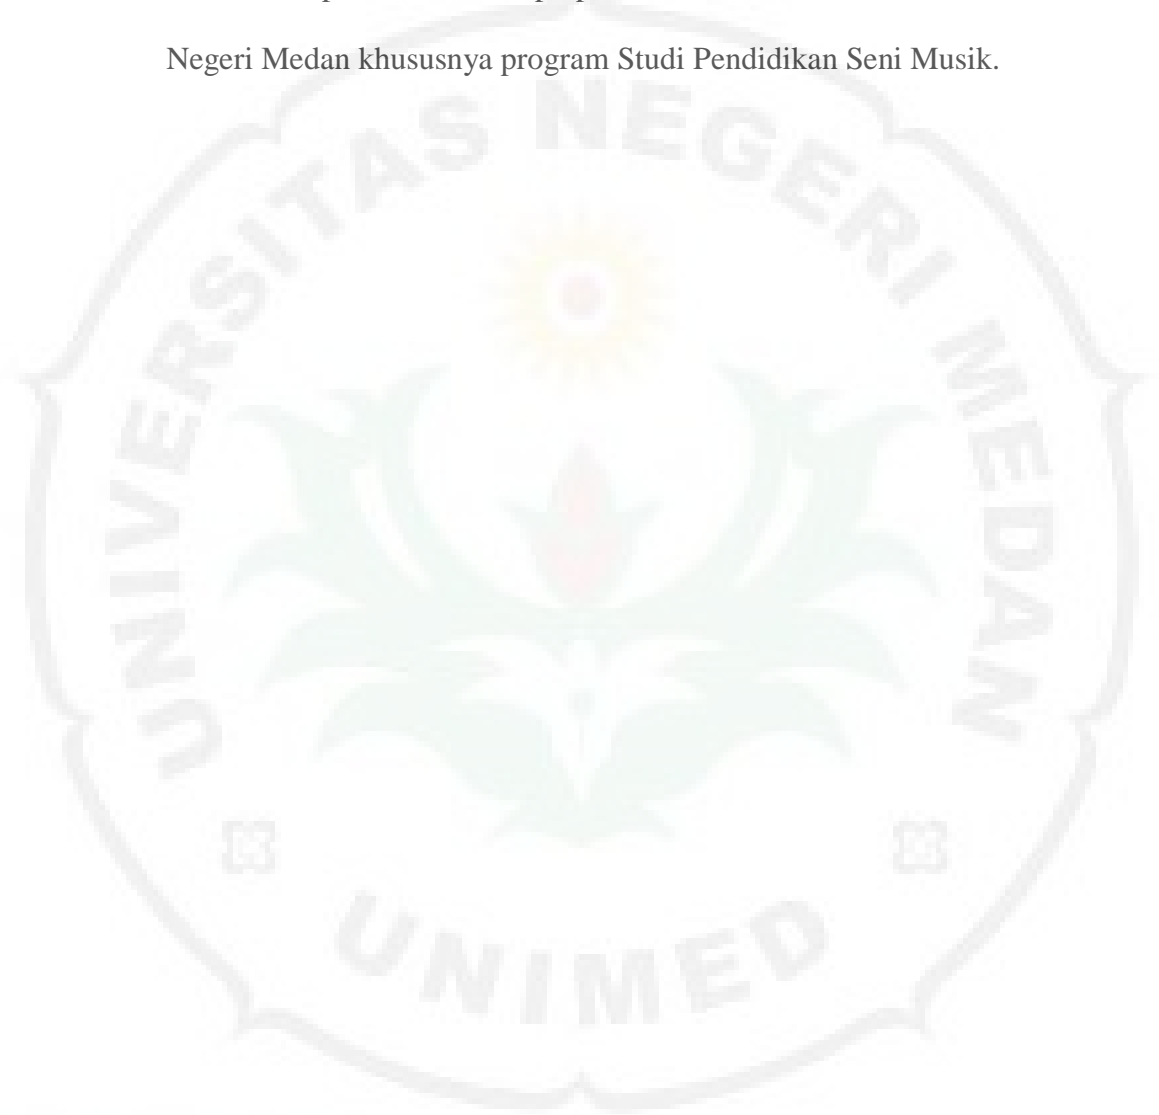 Negeri Medan khususnya program Studi Pendidikan Seni Musik.
UNIVERSITAS NEGERI MEDAN
UNIMED